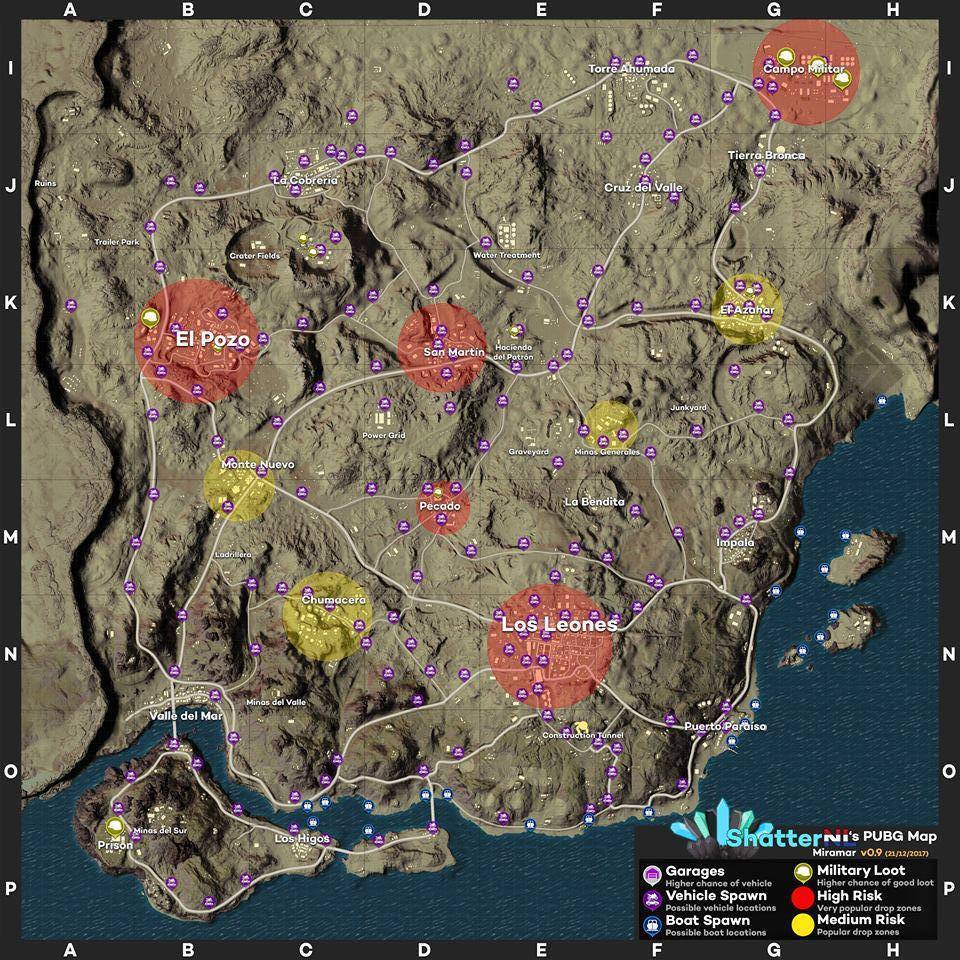 A B C D E F G H
I Torre Ahumada Campo Militar I
Tierra Bronca
J Ruins La Cobreria Cruz del Valle J
Trailer Park Crater Fields Water Treatment
K El Azahar K
El Pozo San Martin Hacienda
del Patrón
L Power Grid Graveyard Minas Generales Junkyard L
Monte Nuevo
Pecado La Bendita
M Ladrillera Impala M
Chumacera
Los Leones
N N
Minas del Valle
Valle del Mar Construction Tunnel Puerto Paraiso
O O
Prison Minas del Sur Los Higos
ShatterNL's PUBG Map
Miramar v0.9 (21/12/2017)
P P
Garages
Higher chance of vehicle
Vehicle Spawn
Possible vehicle locations
Boat Spawn
Possible boat locations
Military Loot
Higher chance of good loot
High Risk
Very popular drop zones
Medium Risk
Popular drop zones
A B C D E F G H